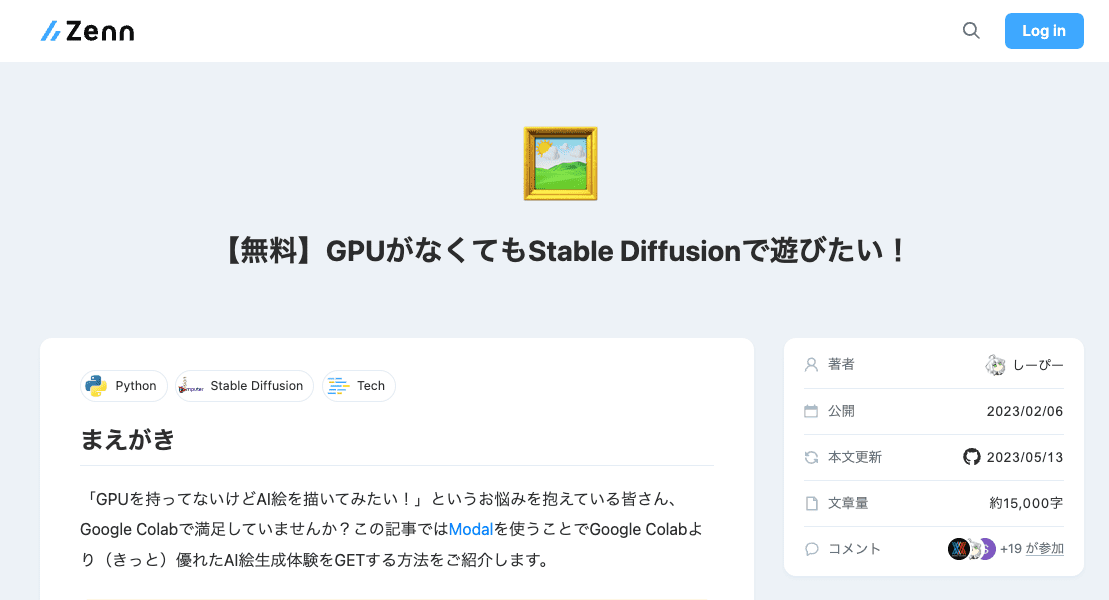 Zenn
Log in
【無料】GPUがなくてもStable Diffusionで遊びたい！
Python
Stable Diffusion
Tech
まえがき
「GPUを持ってないけどAI絵を描いてみたい！」というお悩みを抱えている皆さん、
Google Colabで満足していませんか？この記事ではModalを使うことでGoogle Colabよ
り（きっと）優れたAI絵生成体験をGETする方法をご紹介します。
著者
しーぴー
公開
2023/02/06
本文更新
2023/05/13
文章量
約15,000字
コメント
+19 が参加